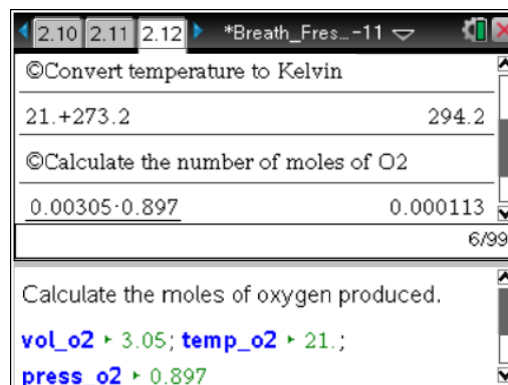 2.10 2.11 2.12 *Breath_Fres...-11
©Convert temperature to Kelvin
21.+273.2 294.2
©Calculate the number of moles of O2
0.00305·0.897 0.000113
6/99
Calculate the moles of oxygen produced.
vol_o2 ▸ 3.05; temp_o2 ▸ 21.;
press_o2 ▸ 0.897